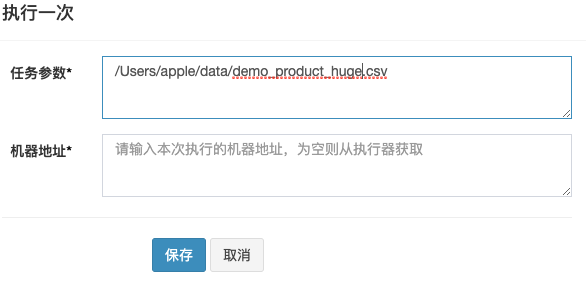 执行一次
任务参数* /Users/apple/data/demo_product_huge.csv
机器地址* 请输入本次执行的机器地址，为空则从执行器获取
保存 取消